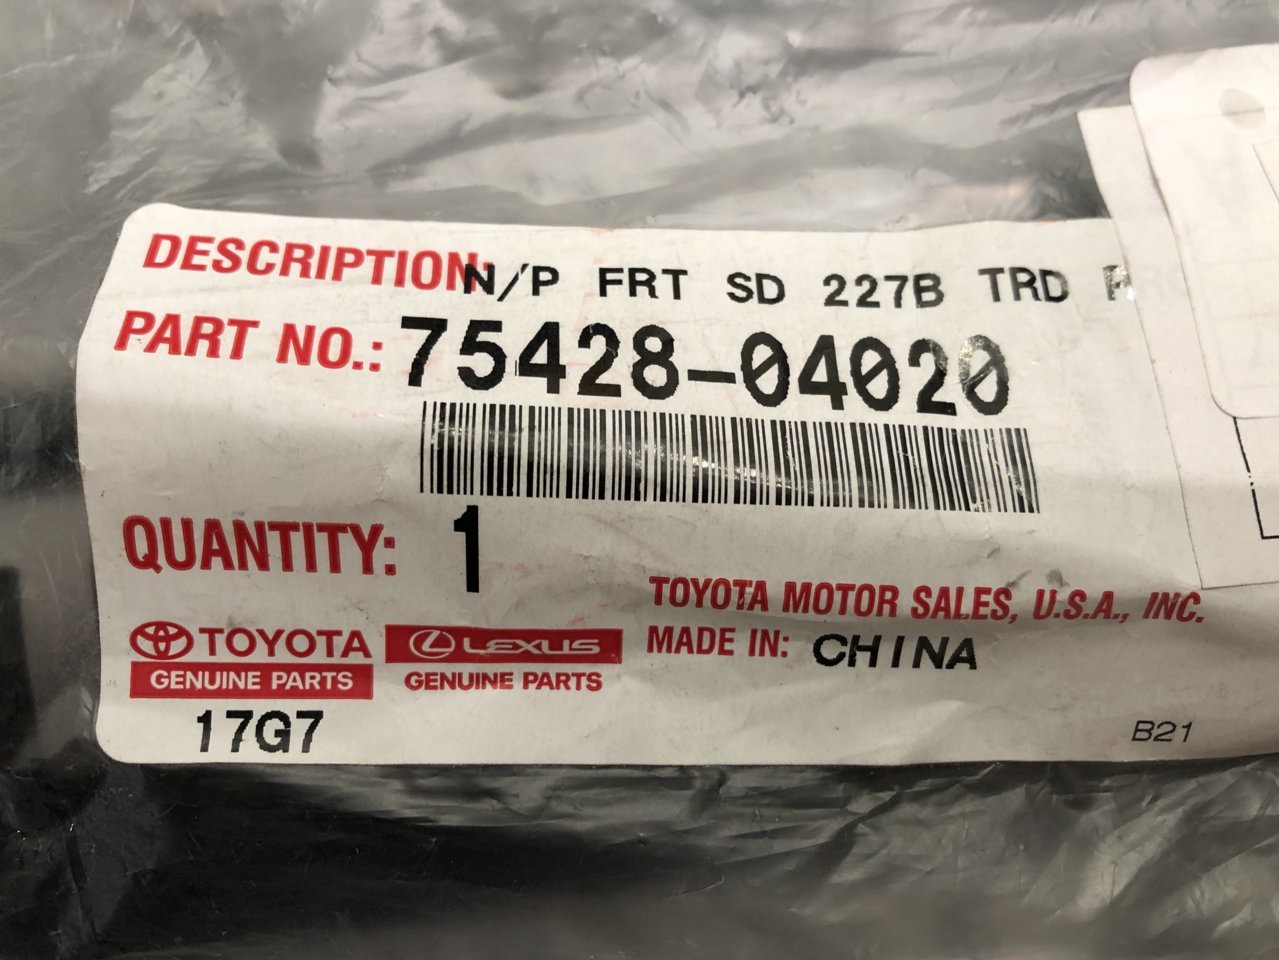 DESCRIPTION: N/P FRT SD 227B TRD
PART NO.: 75428-04020
QUANTITY: 1
TOYOTA MOTOR SALES, U.S.A., INC.
TOYOTA LEXUS MADE IN: CHINA
GENUINE PARTS GENUINE PARTS
17G7 B21